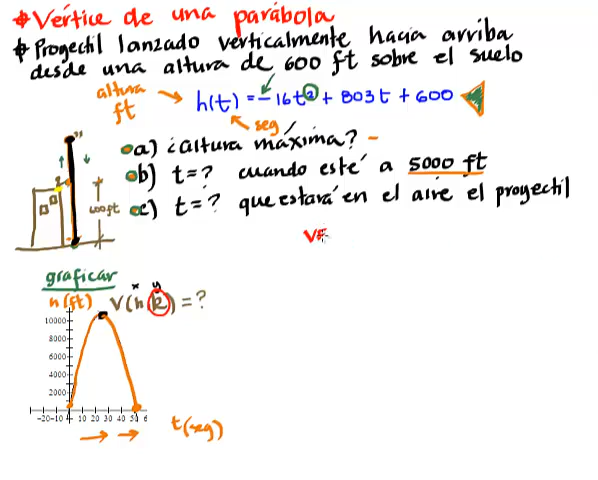 *Vértice de una parábola
* Proyectil lanzado verticalmente hacia arriba
desde una altura de 600 ft sobre el suelo
altura
ft → h(t) = -16t² + 803t + 600
seg
a) ¿altura máxima? -
b) t=? cuando esté a 5000 ft
c) t=? que estará en el aire el proyectil
600ft
VE
graficar
x y
h(ft) V(h,k) = ?
10000
8000
6000
4000
2000
-20 -10 10 20 30 40 50 6
→ → t(seg)